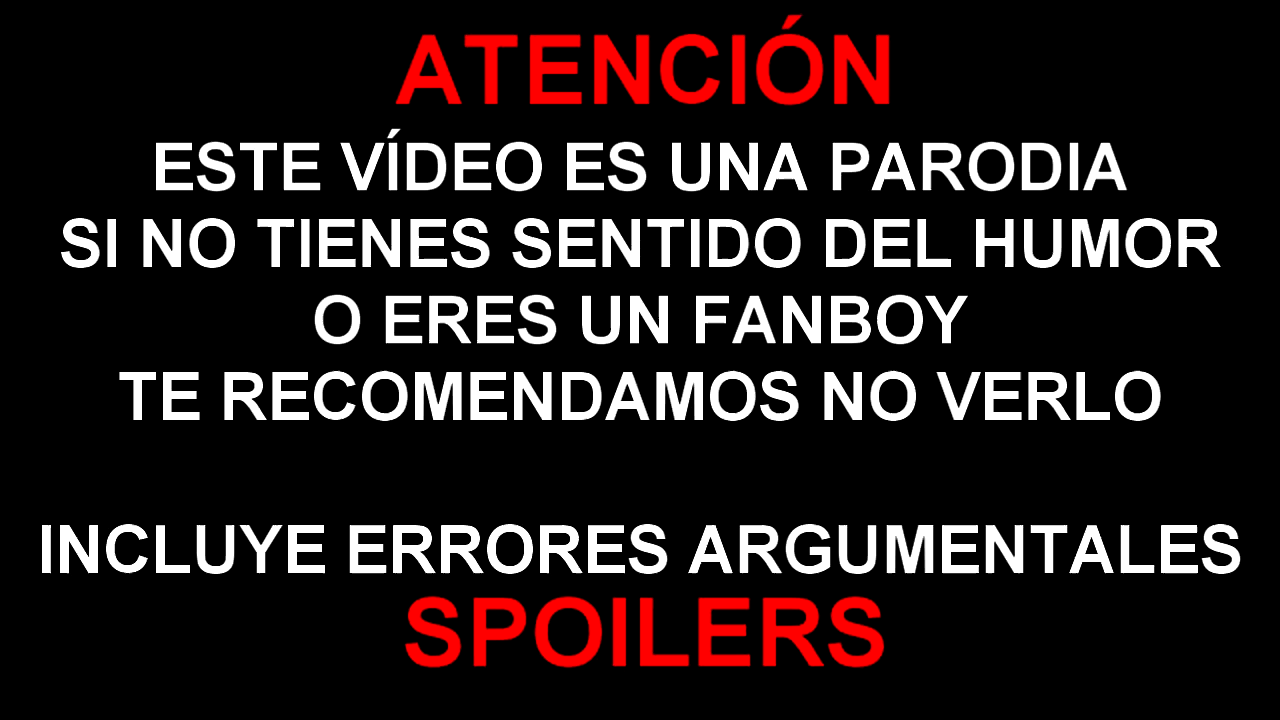 ATENCIÓN
ESTE VÍDEO ES UNA PARODIA
SI NO TIENES SENTIDO DEL HUMOR
O ERES UN FANBOY
TE RECOMENDAMOS NO VERLO
INCLUYE ERRORES ARGUMENTALES
SPOILERS